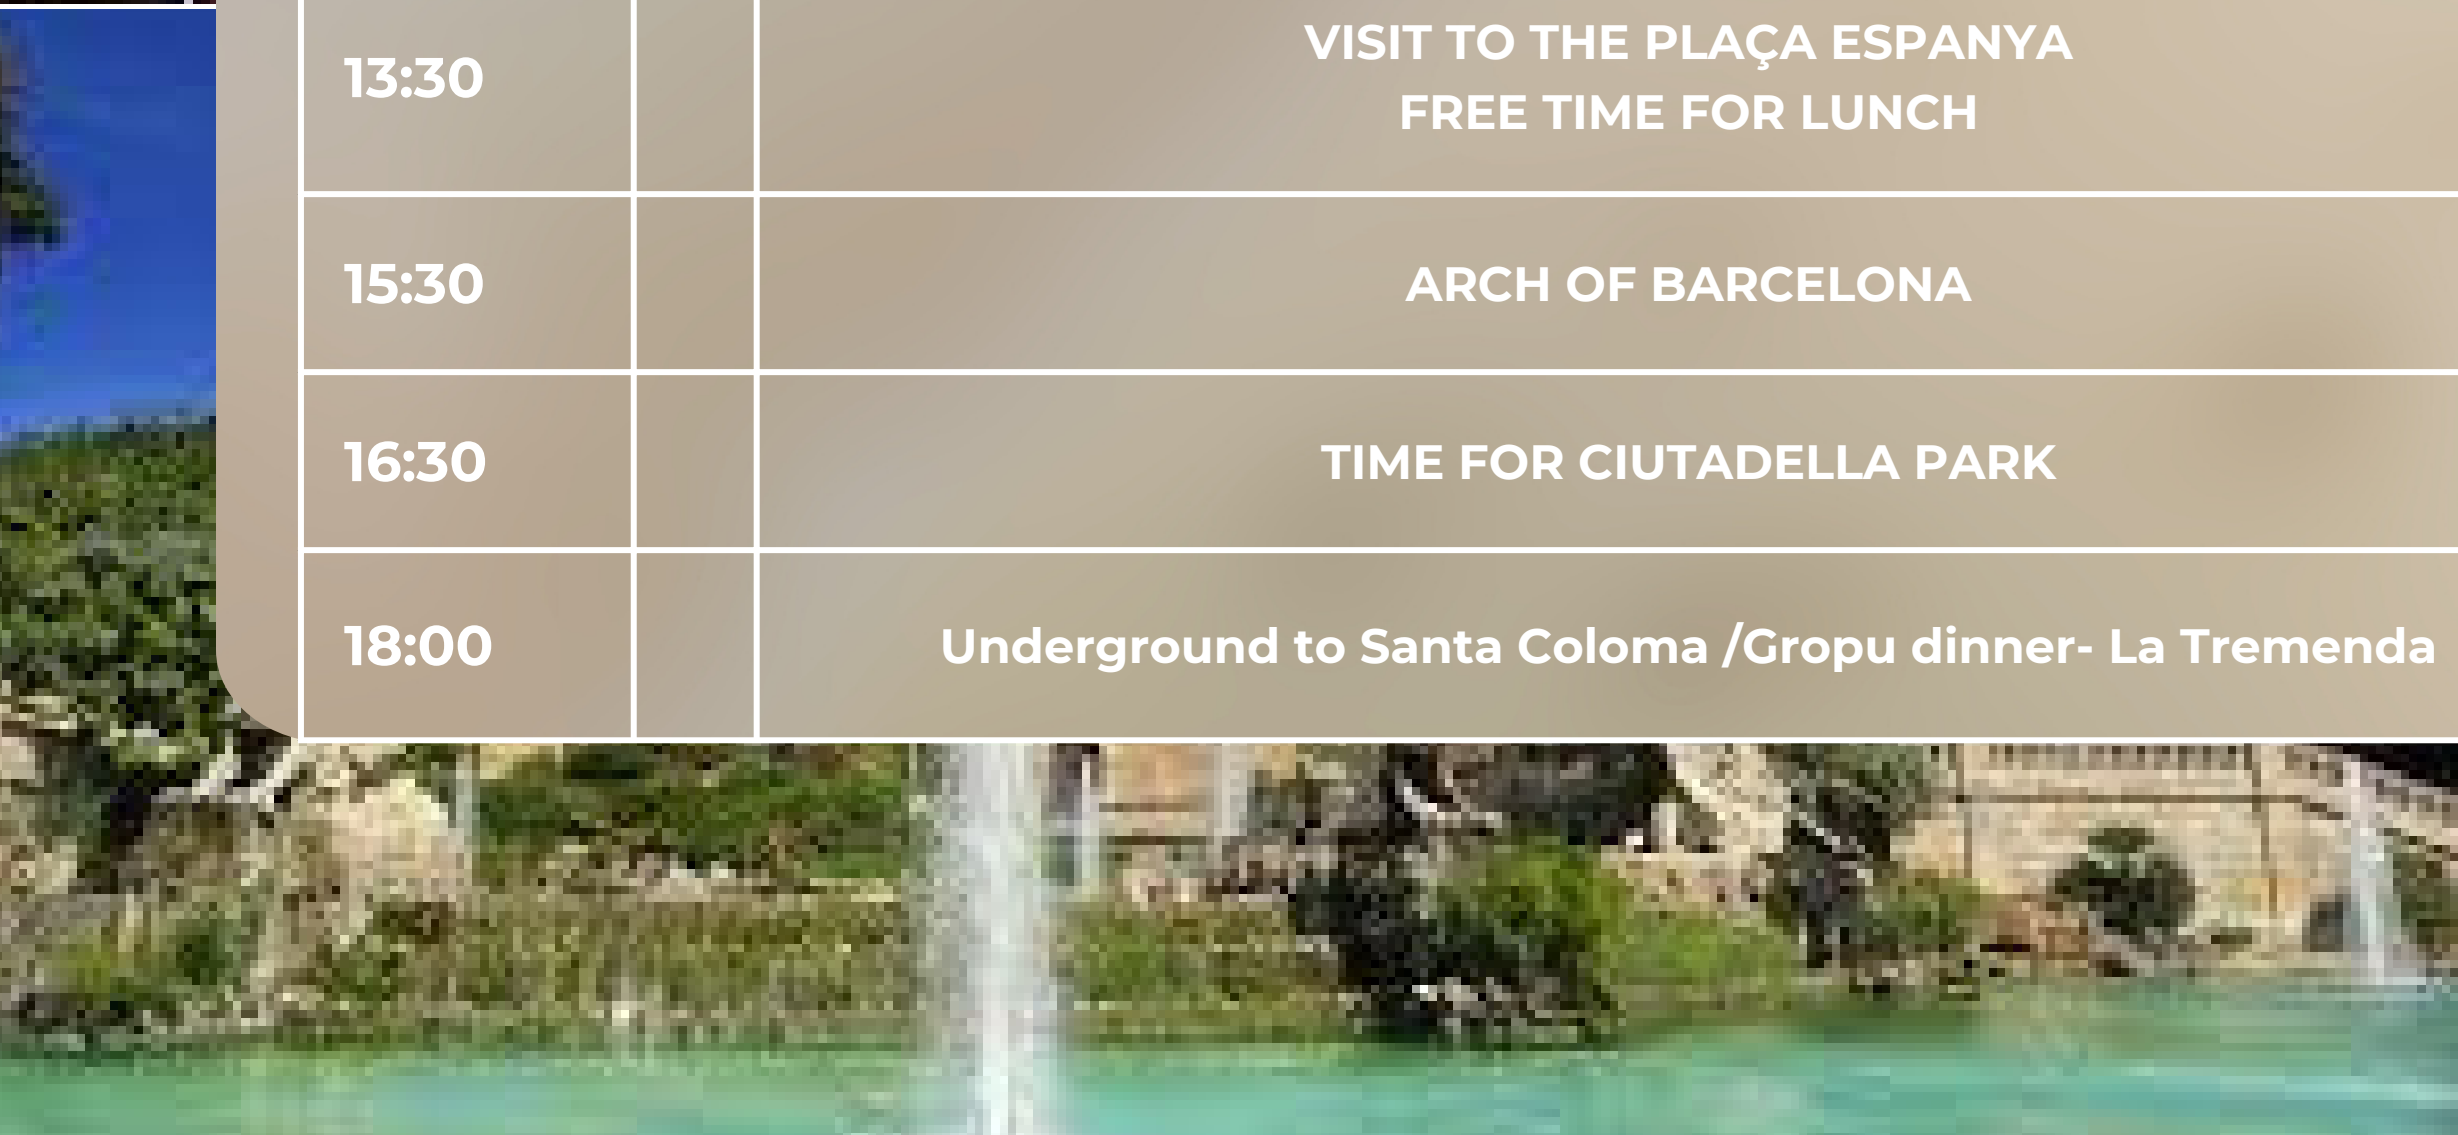 13:30
VISIT TO THE PLAÇA ESPANYA
FREE TIME FOR LUNCH
15:30
ARCH OF BARCELONA
16:30
TIME FOR CIUTADELLA PARK
18:00
Underground to Santa Coloma /Gropu dinner- La Tremenda